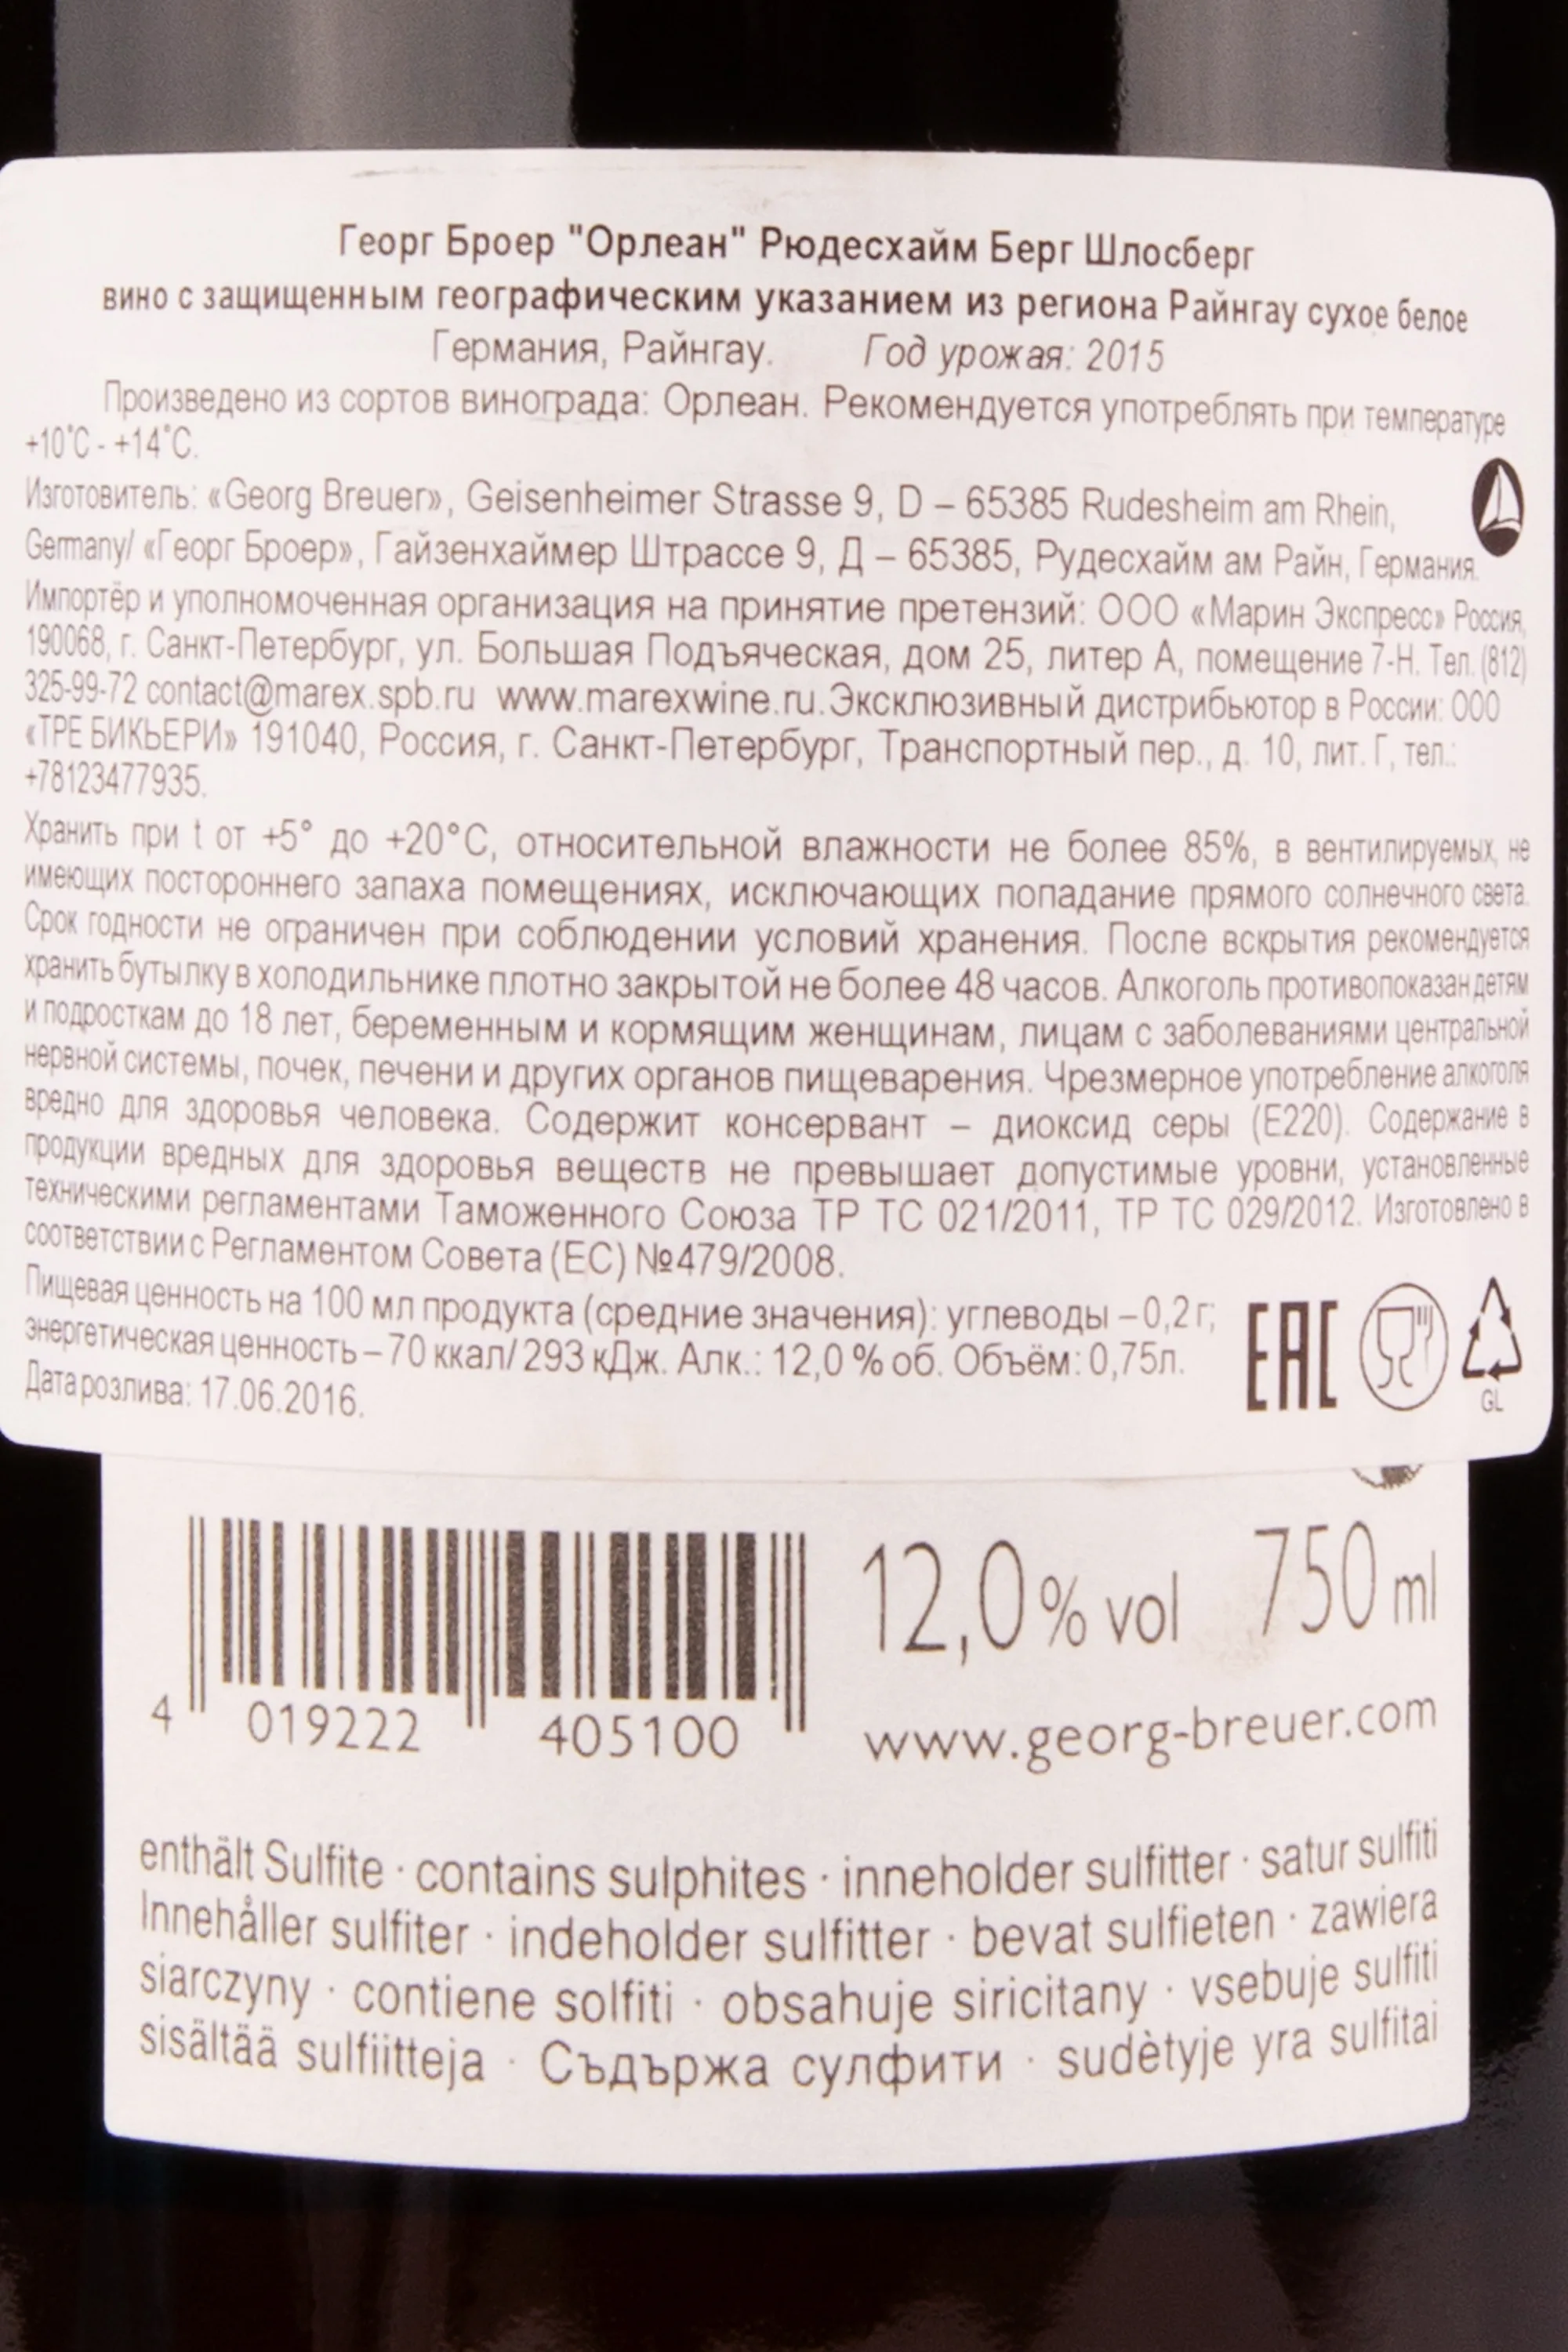 Георг Броер "Орлеан" Рюдесхайм Берг Шлосберг
вино с защищенным географическим указанием из региона Райнгау сухое белое
Германия, Райнгау. Год урожая: 2015
Произведено из сортов винограда: Орлеан. Рекомендуется употреблять при температуре
+10°C - +14°C.
Изготовитель: «Georg Breuer», Geisenheimer Strasse 9, D – 65385 Rudesheim am Rhein,
Germany/ «Георг Броер», Гайзенхаймер Штрассе 9, Д – 65385, Рудесхайм ам Райн, Германия.
Импортёр и уполномоченная организация на принятие претензий: ООО «Марин Экспресс» Россия,
190068, г. Санкт-Петербург, ул. Большая Подъяческая, дом 25, литер А, помещение 7-Н. Тел. (812)
325-99-72 contact@marex.spb.ru www.marexwine.ru. Эксклюзивный дистрибьютор в России: ООО
«ТРЕ БИКЬЕРИ» 191040, Россия, г. Санкт-Петербург, Транспортный пер., д. 10, лит. Г, тел.:
+78123477935.
Хранить при t от +5° до +20°C, относительной влажности не более 85%, в вентилируемых, не
имеющих постороннего запаха помещениях, исключающих попадание прямого солнечного света.
Срок годности не ограничен при соблюдении условий хранения. После вскрытия рекомендуется
хранить бутылку в холодильнике плотно закрытой не более 48 часов. Алкоголь противопоказан детям
и подросткам до 18 лет, беременным и кормящим женщинам, лицам с заболеваниями центральной
нервной системы, почек, печени и других органов пищеварения. Чрезмерное употребление алкоголя
вредно для здоровья человека. Содержит консервант – диоксид серы (E220). Содержание в
продукции вредных для здоровья веществ не превышает допустимые уровни, установленные
техническими регламентами Таможенного Союза ТР ТС 021/2011, ТР ТС 029/2012. Изготовлено в
соответствии с Регламентом Совета (ЕС) №479/2008.
Пищевая ценность на 100 мл продукта (средние значения): углеводы – 0,2 г;
энергетическая ценность – 70 ккал/ 293 кДж. Алк.: 12,0 % об. Объём: 0,75л.
Дата розлива: 17.06.2016.
EAC
GL
12,0 % vol 750 ml
4 019222 405100
www.georg-breuer.com
enthält Sulfite · contains sulphites · inneholder sulfitter · satur sulfiti
Innehåller sulfiter · indeholder sulfitter · bevat sulfieten · zawiera
siarczyny · contiene solfiti · obsahuje siricitany · vsebuje sulfiti
sisältää sulfiitteja · Съдържа сулфити · sudètyje yra sulfitai